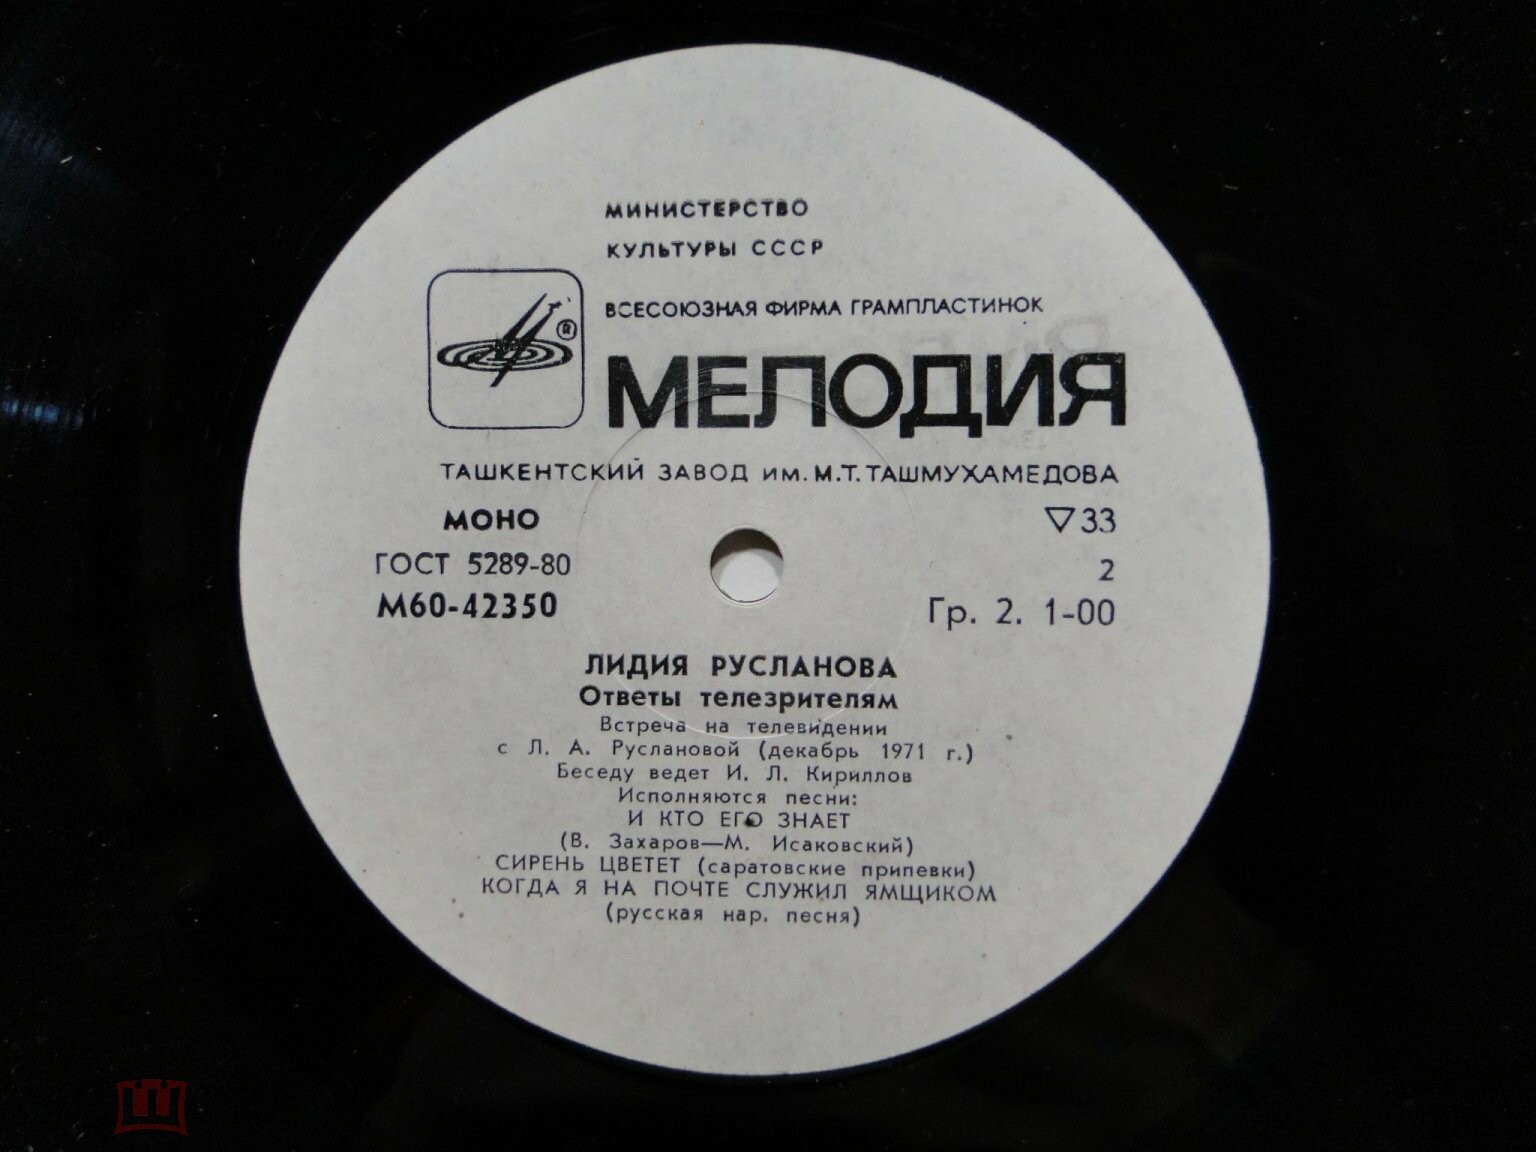 МИНИСТЕРСТВО
КУЛЬТУРЫ СССР
ВСЕСОЮЗНАЯ ФИРМА ГРАМПЛАСТИНОК
®
МЕЛОДИЯ
ТАШКЕНТСКИЙ ЗАВОД им. М.Т. ТАШМУХАМЕДОВА
МОНО ▽33
ГОСТ 5289-80 2
М60-42350 Гр. 2. 1-00
ЛИДИЯ РУСЛАНОВА
Ответы телезрителям
Встреча на телевидении
с Л. А. Руслановой (декабрь 1971 г.)
Беседу ведет И. Л. Кириллов
Исполняются песни:
И КТО ЕГО ЗНАЕТ
(В. Захаров—М. Исаковский)
СИРЕНЬ ЦВЕТЕТ (саратовские припевки)
КОГДА Я НА ПОЧТЕ СЛУЖИЛ ЯМЩИКОМ
(русская нар. песня)